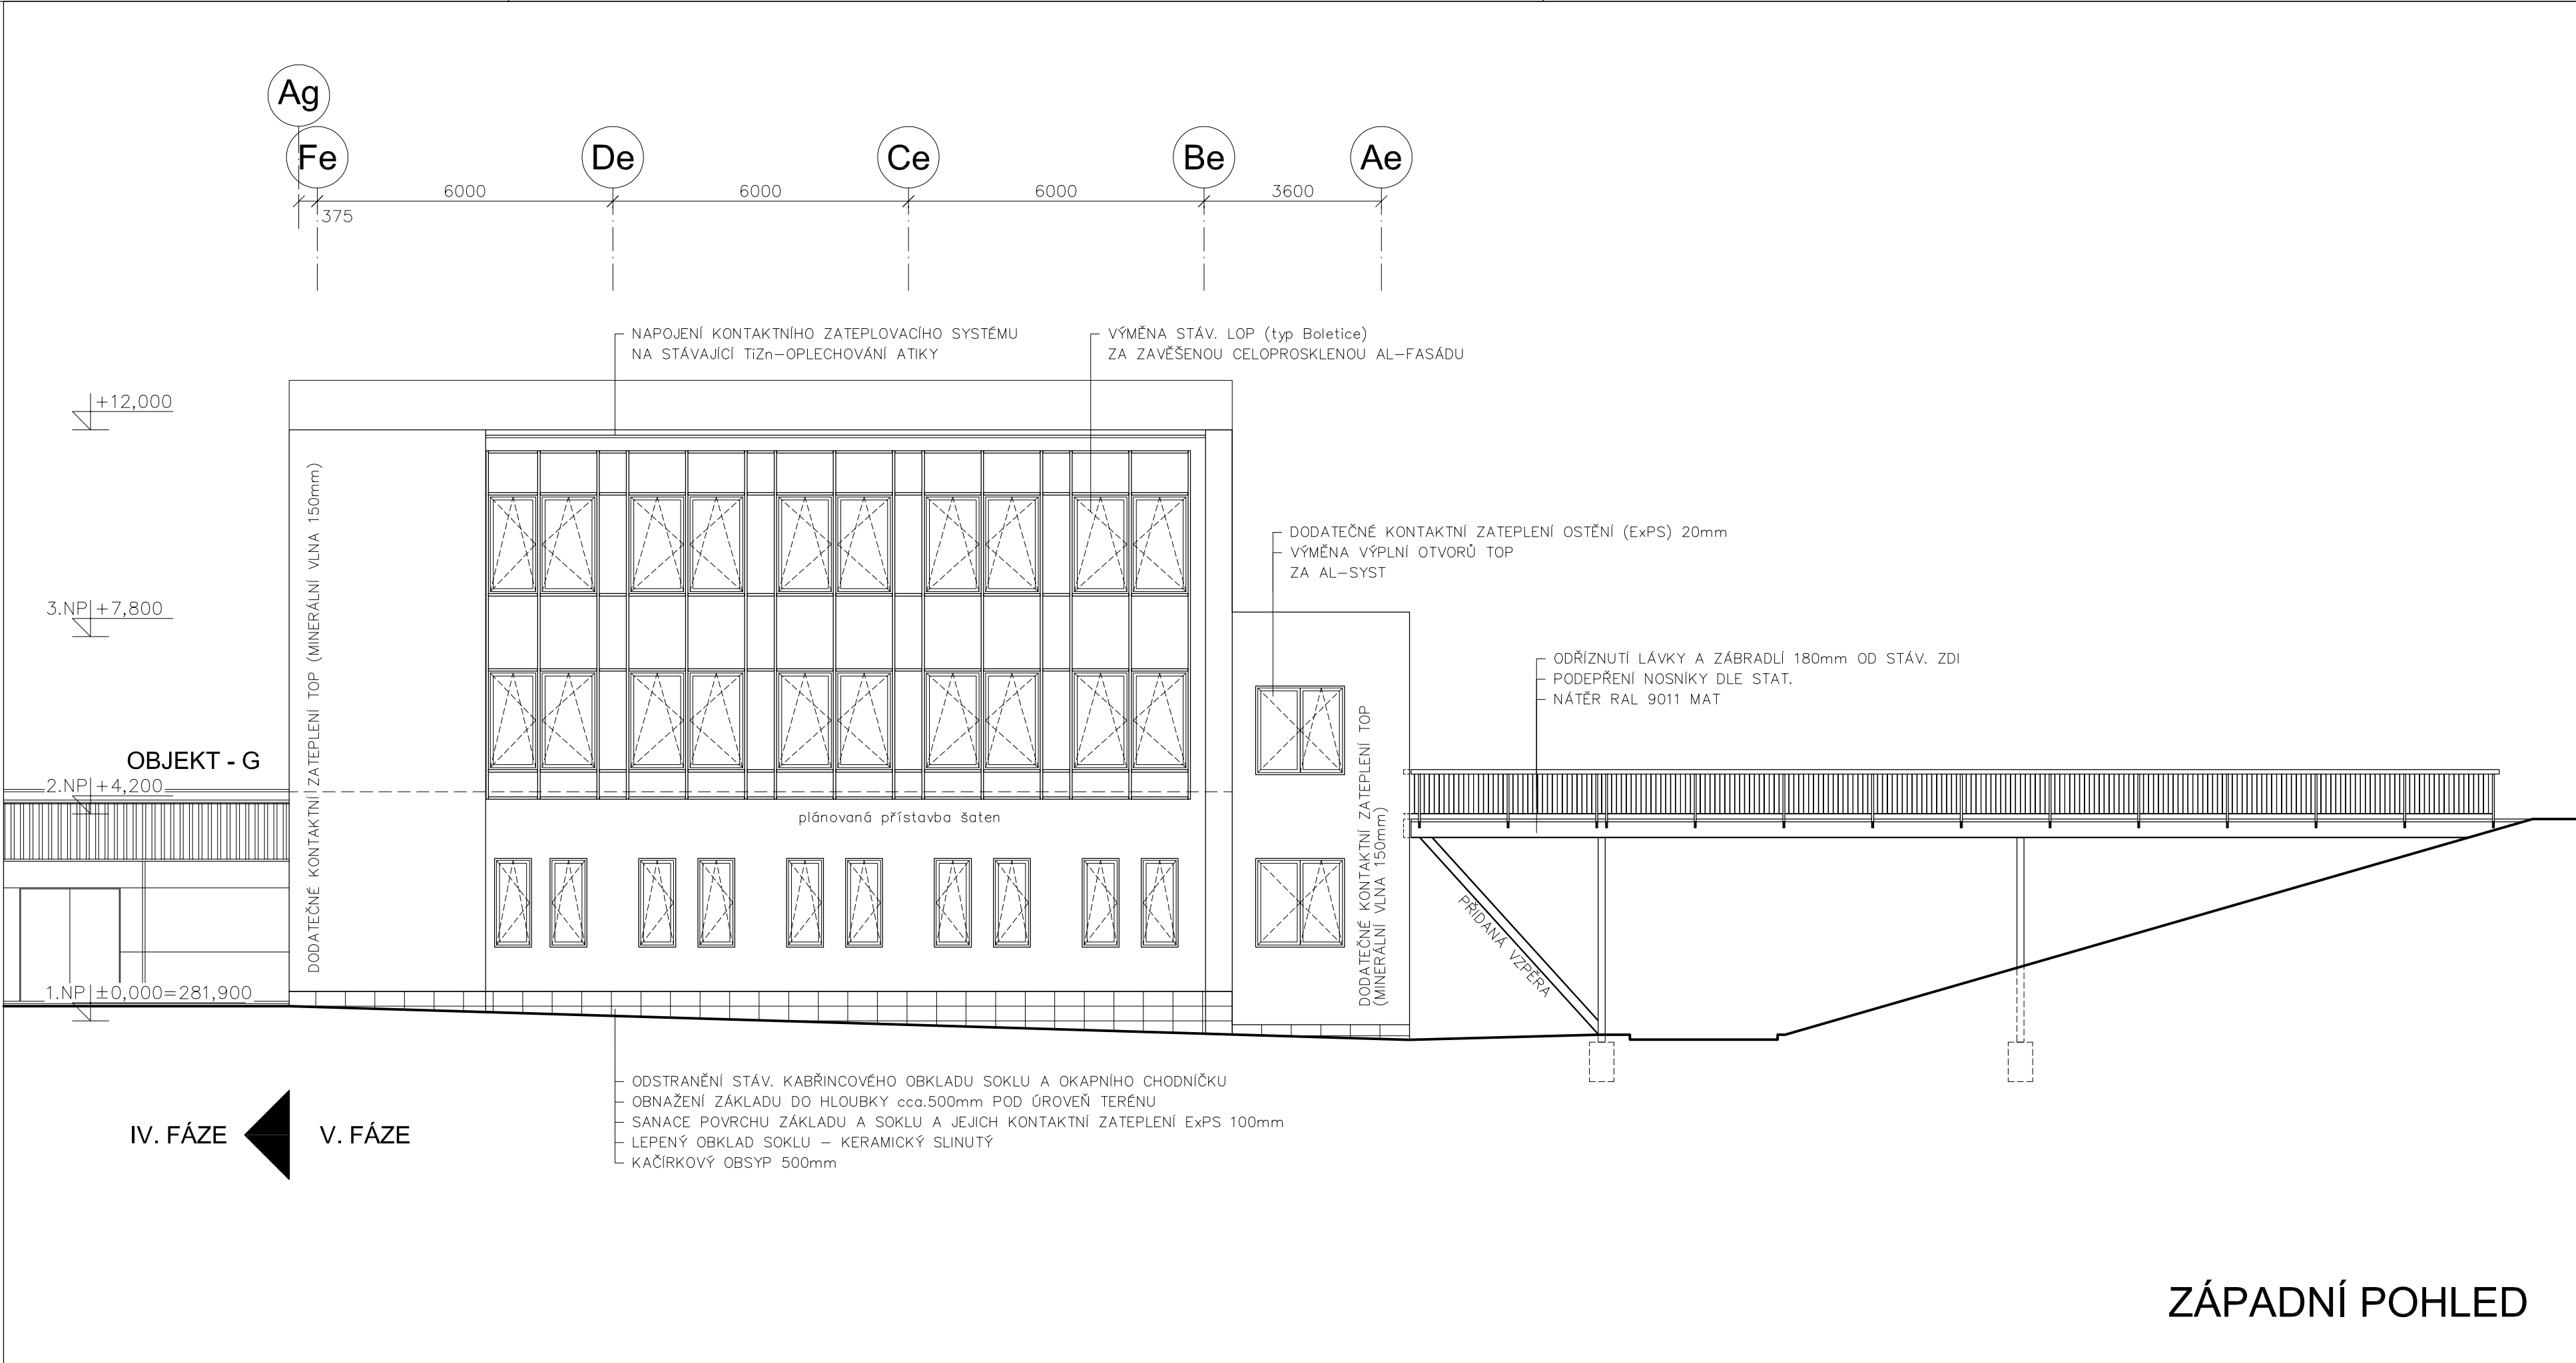 Ag
Fe
De
Ce
Be
Ae
6000
6000
6000
3600
375
NAPOJENÍ KONTAKTNÍHO ZATEPLOVACÍHO SYSTÉMU
NA STÁVAJÍCÍ TiZn-OPLECHOVÁNÍ ATIKY
VÝMĚNA STÁV. LOP (typ Boletice)
ZA ZAVĚŠENOU CELOPROSKLENOU AL-FASÁDU
+12,000
DODATEČNÉ KONTAKTNÍ ZATEPLENÍ TOP (MINERÁLNÍ VLNA 150mm)
DODATEČNÉ KONTAKTNÍ ZATEPLENÍ OSTĚNÍ (ExPS) 20mm
VÝMĚNA VÝPLNÍ OTVORŮ TOP
ZA AL-SYST
3.NP +7,800
ODŘÍZNUTÍ LÁVKY A ZÁBRADLÍ 180mm OD STÁV. ZDI
PODEPŘENÍ NOSNÍKY DLE STAT.
NÁTĚR RAL 9011 MAT
OBJEKT - G
2.NP +4,200
plánovaná přístavba šaten
DODATEČNÉ KONTAKTNÍ ZATEPLENÍ TOP
(MINERÁLNÍ VLNA 150mm)
PŘIDANÁ VZPĚRA
1.NP ±0,000=281,900
ODSTRANĚNÍ STÁV. KABŘINCOVÉHO OBKLADU SOKLU A OKAPNÍHO CHODNÍČKU
OBNAŽENÍ ZÁKLADU DO HLOUBKY cca.500mm POD ÚROVEŇ TERÉNU
SANACE POVRCHU ZÁKLADU A SOKLU A JEJICH KONTAKTNÍ ZATEPLENÍ ExPS 100mm
LEPENÝ OBKLAD SOKLU - KERAMICKÝ SLINUTÝ
KAČÍRKOVÝ OBSYP 500mm
IV. FÁZE
V. FÁZE
ZÁPADNÍ POHLED